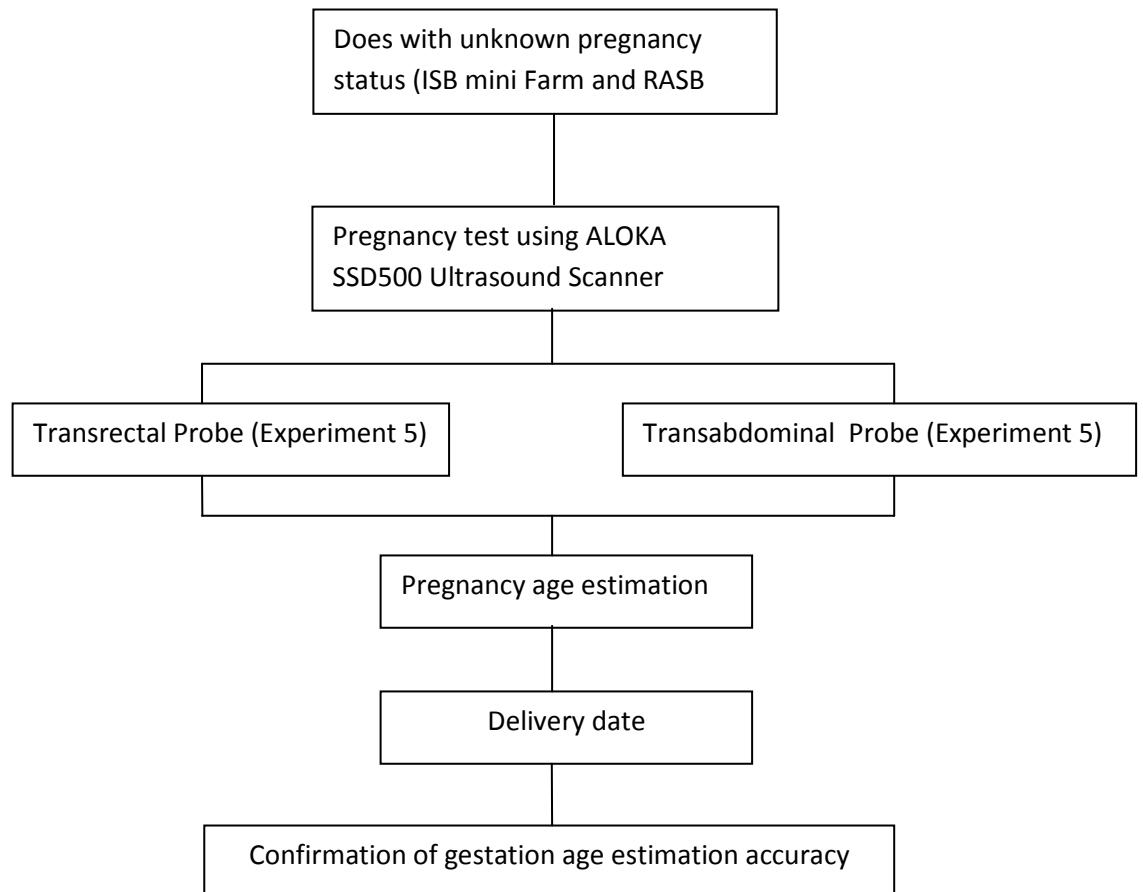 Does with unknown pregnancy
status (ISB mini Farm and RASB
Pregnancy test using ALOKA
SSD500 Ultrasound Scanner
Transrectal Probe (Experiment 5)
Transabdominal Probe (Experiment 5)
Pregnancy age estimation
Delivery date
Confirmation of gestation age estimation accuracy